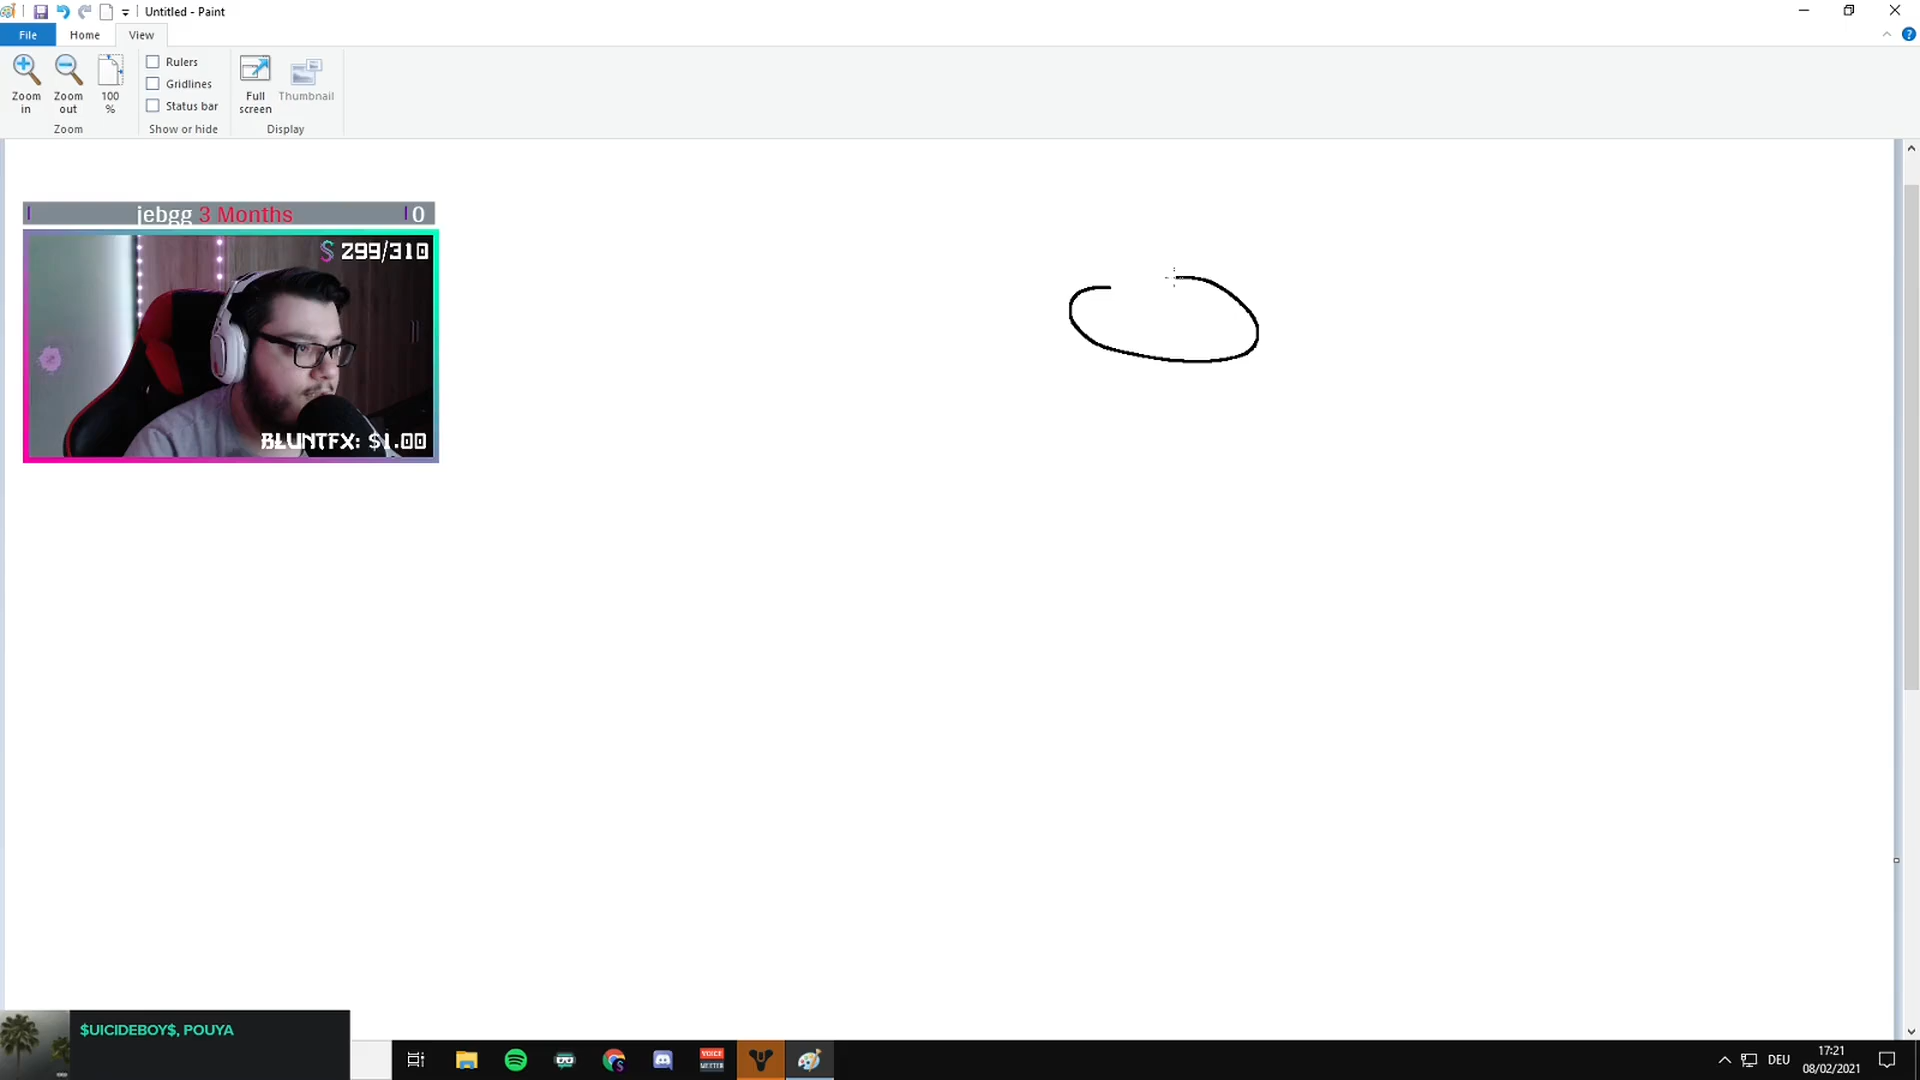 Untitled - Paint
File
Home
View
Zoom in
Zoom out
100 %
Rulers
Gridlines
Status bar
Full screen
Thumbnail
Zoom
Show or hide
Display
jebgg 3 Months 0
$ 299/310
BLUNTFX: $1.00
$UICIDEBOY$, POUYA
VOICE MEETER
DEU
17:21
08/02/2021